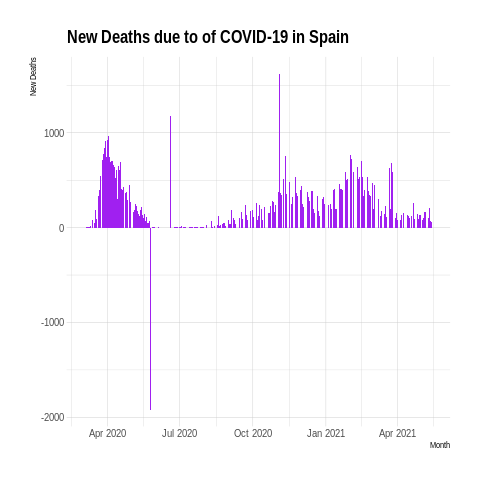 New Deaths due to of COVID-19 in Spain
New Deaths
1000
0
-1000
-2000
Apr 2020 Jul 2020 Oct 2020 Jan 2021 Apr 2021
Month